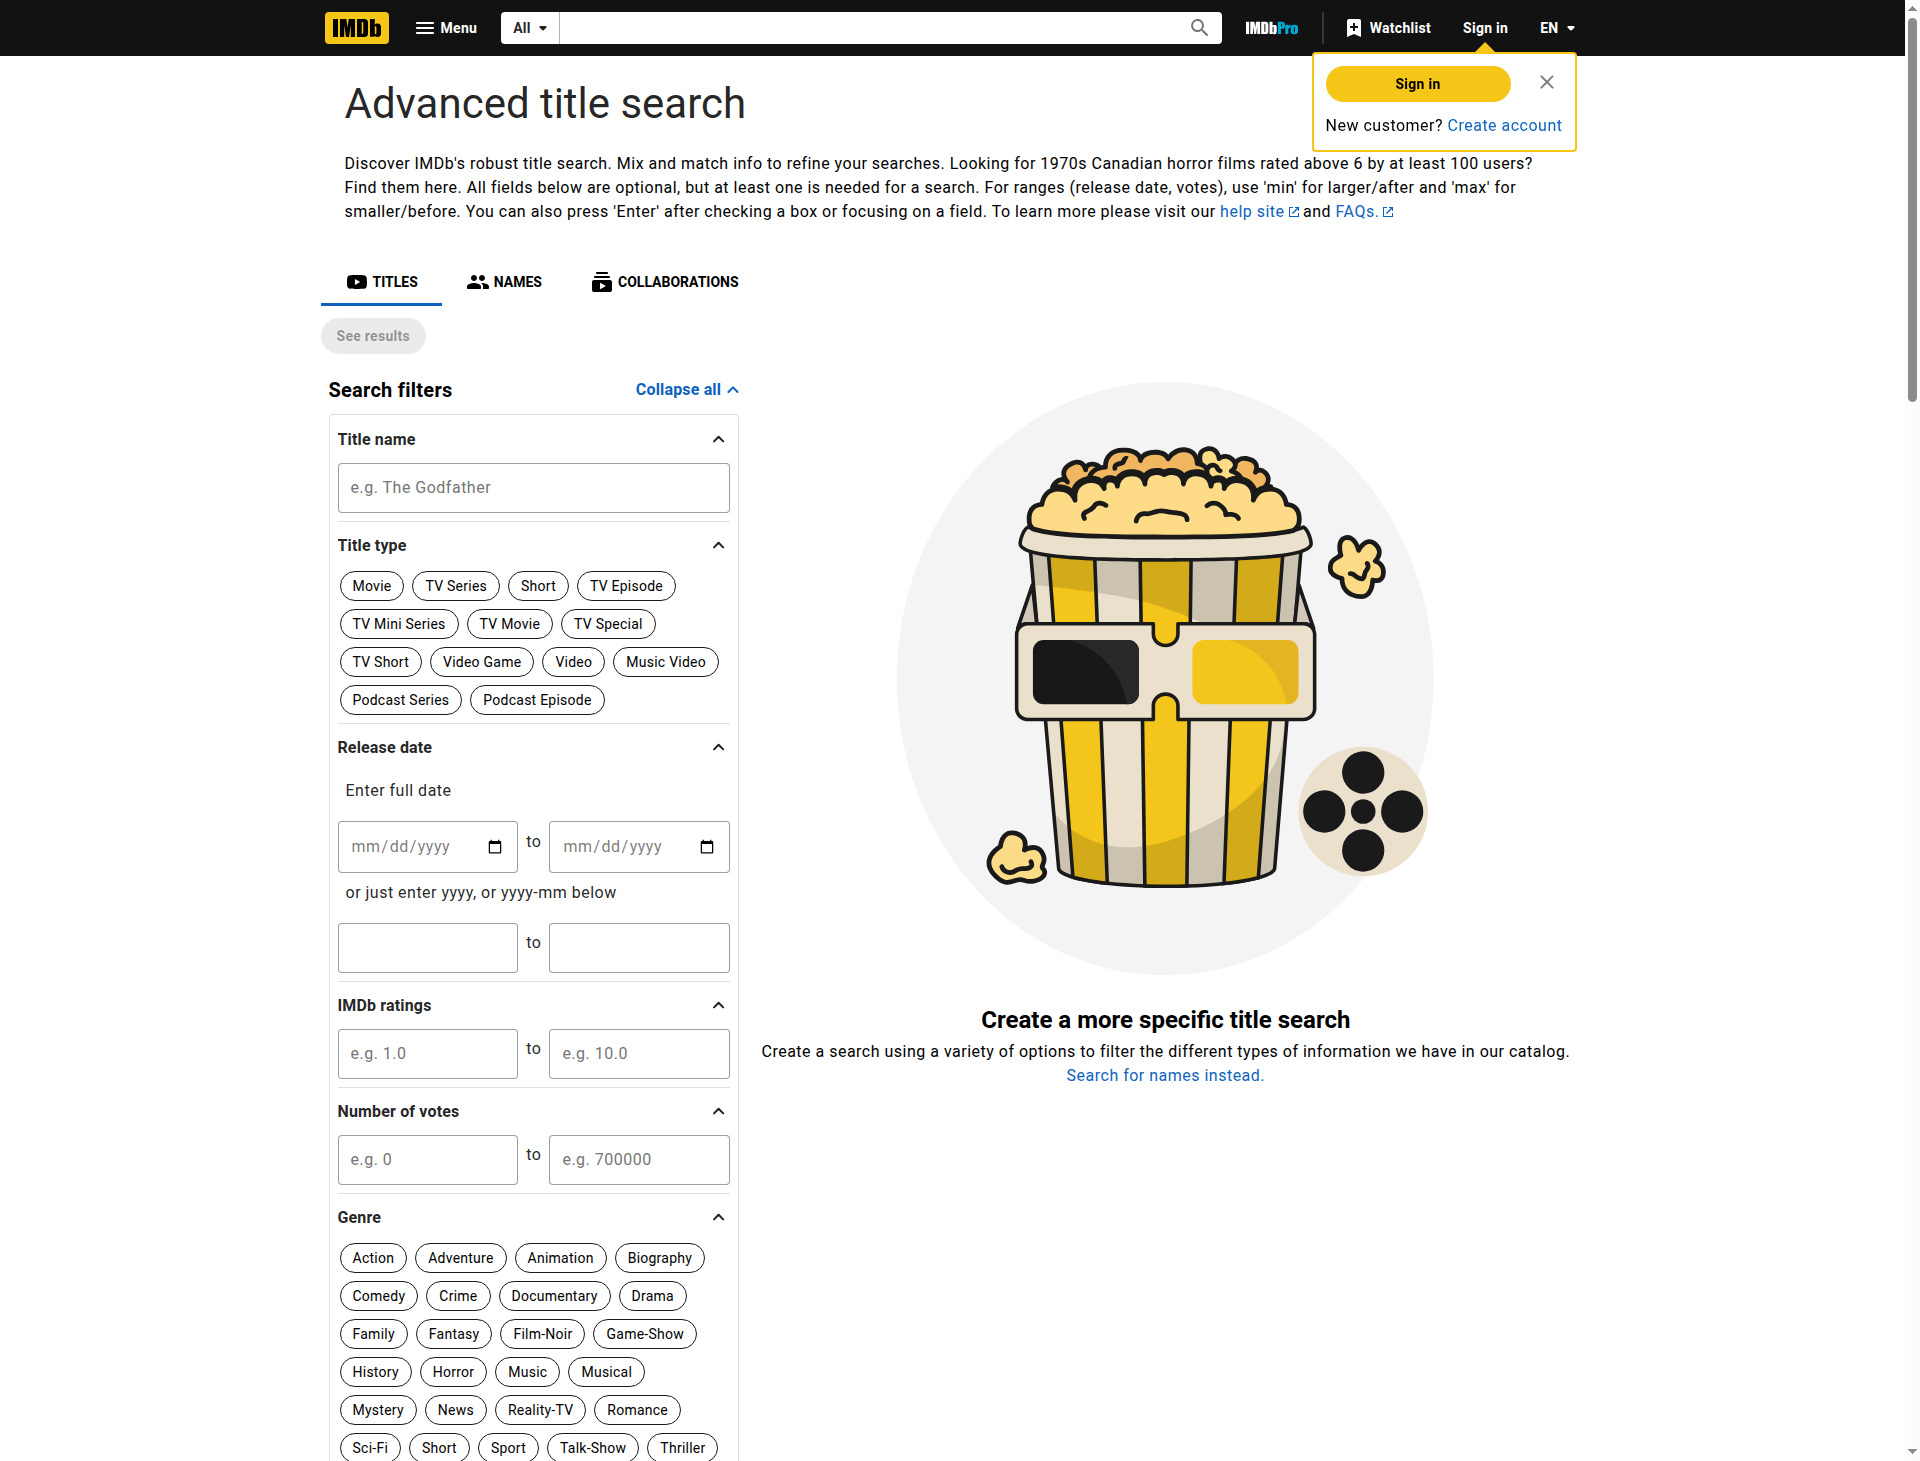 IMDb Menu All IMDbPro Watchlist Sign in EN
Sign in
New customer? Create account
Advanced title search
Discover IMDb's robust title search. Mix and match info to refine your searches. Looking for 1970s Canadian horror films rated above 6 by at least 100 users?
Find them here. All fields below are optional, but at least one is needed for a search. For ranges (release date, votes), use 'min' for larger/after and 'max' for
smaller/before. You can also press 'Enter' after checking a box or focusing on a field. To learn more please visit our help site and FAQs.
TITLES NAMES COLLABORATIONS
See results
Search filters Collapse all
Title name
e.g. The Godfather
Title type
Movie TV Series Short TV Episode
TV Mini Series TV Movie TV Special
TV Short Video Game Video Music Video
Podcast Series Podcast Episode
Release date
Enter full date
mm/dd/yyyy to mm/dd/yyyy
or just enter yyyy, or yyyy-mm below
to
IMDb ratings
e.g. 1.0 to e.g. 10.0
Number of votes
e.g. 0 to e.g. 700000
Genre
Action Adventure Animation Biography
Comedy Crime Documentary Drama
Family Fantasy Film-Noir Game-Show
History Horror Music Musical
Mystery News Reality-TV Romance
Sci-Fi Short Sport Talk-Show Thriller
Create a more specific title search
Create a search using a variety of options to filter the different types of information we have in our catalog.
Search for names instead.